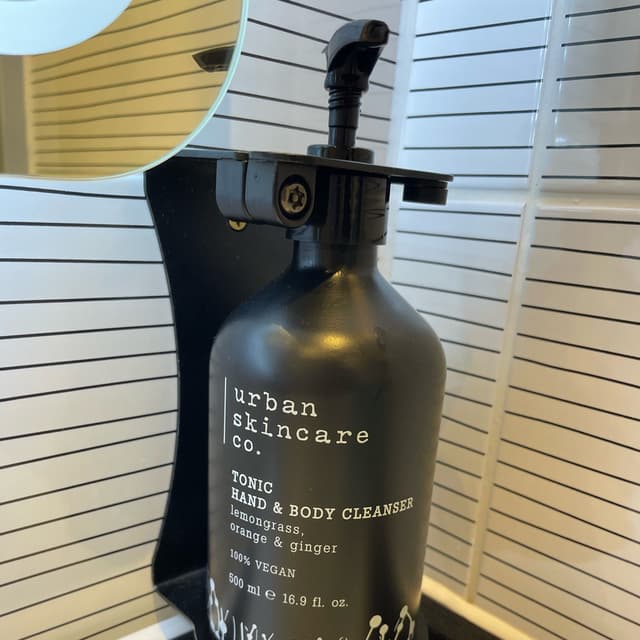 urban
skincare
co.
TONIC
HAND & BODY CLEANSER
lemongrass,
orange & ginger
100% VEGAN
500 ml e 16.9 fl. oz.